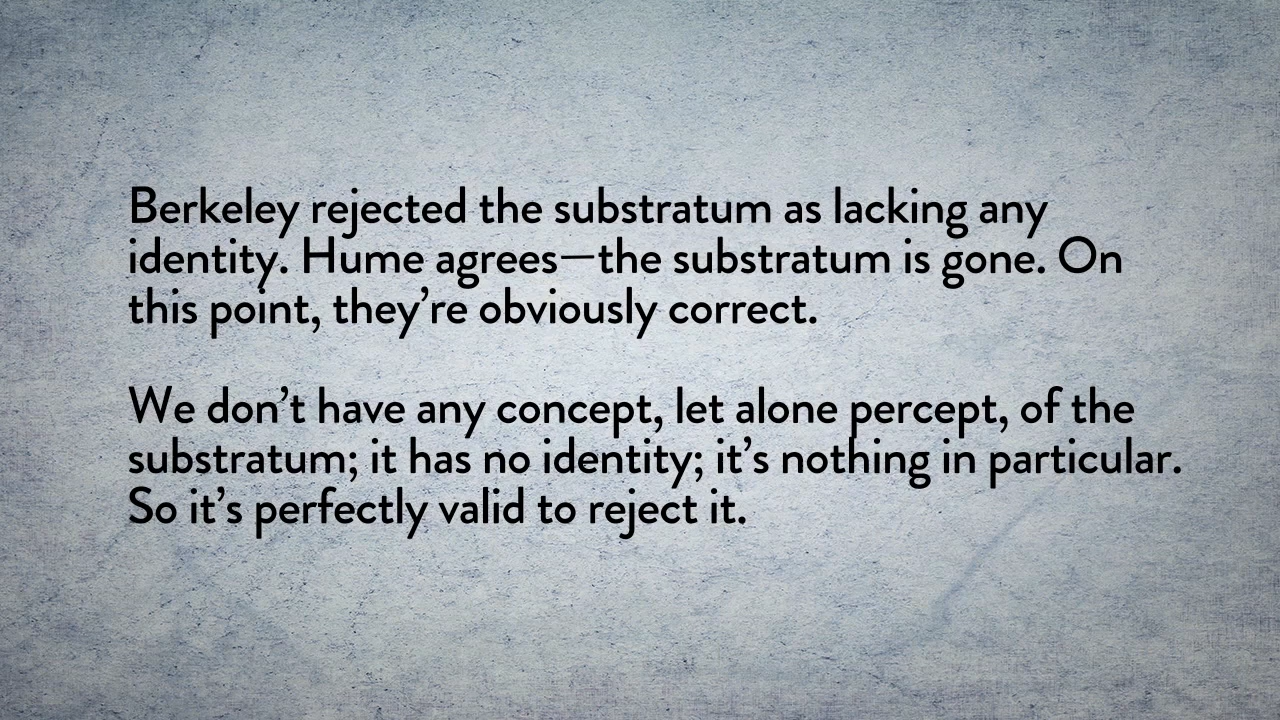 Berkeley rejected the substratum as lacking any
identity. Hume agrees—the substratum is gone. On
this point, they’re obviously correct.
We don’t have any concept, let alone percept, of the
substratum; it has no identity; it’s nothing in particular.
So it’s perfectly valid to reject it.